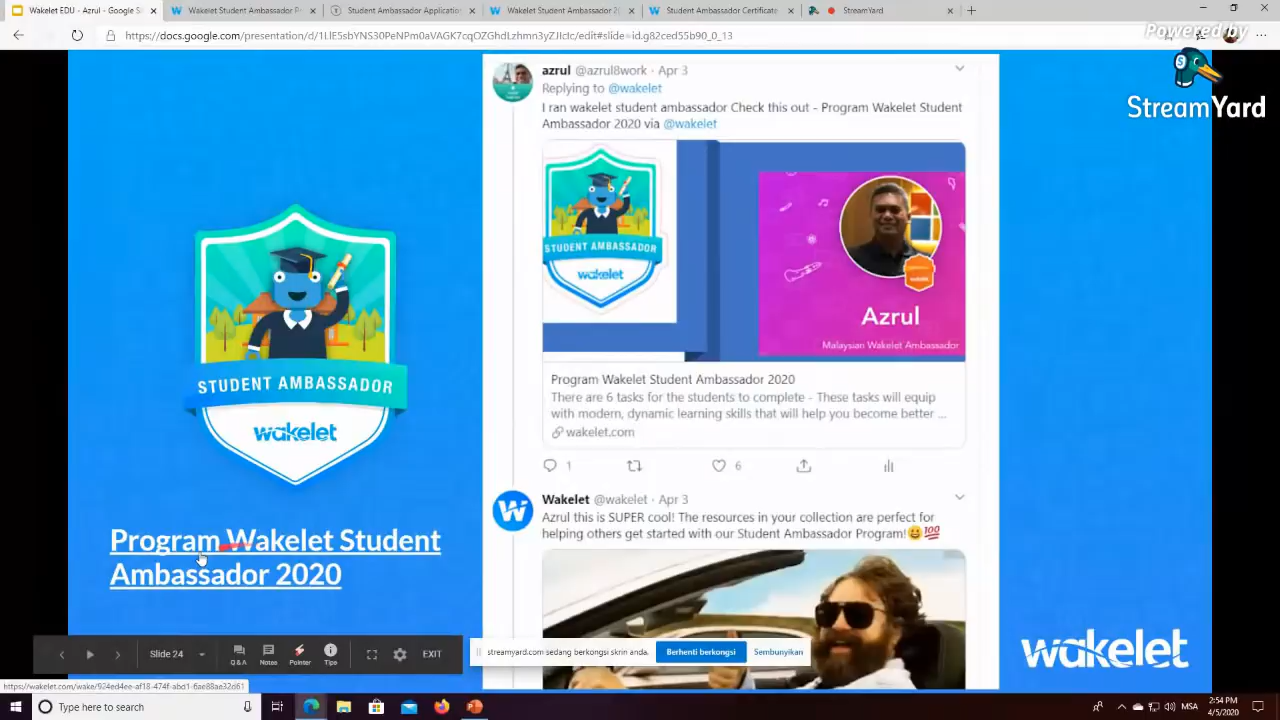 Wakelet EDU - Azrul - Google S
Program Wakelet Student Am
Student Ambassador Applicatio
Wakelet Student Ambassador 2
Student Ambassador Certificate
StreamYard
https://docs.google.com/presentation/d/
edit#slide=id.g82ced55b90_0_13
Powered by
StreamYard
azrul @azrul8work · Apr 3
Replying to @wakelet
I ran wakelet student ambassador Check this out - Program Wakelet Student
Ambassador 2020 via @wakelet
STUDENT AMBASSADOR
wakelet
Azrul
Malaysian Wakelet Ambassador
Program Wakelet Student Ambassador 2020
There are 6 tasks for the students to complete - These tasks will equip
with modern, dynamic learning skills that will help you become better ...
wakelet.com
1
6
Wakelet @wakelet · Apr 3
Azrul this is SUPER cool! The resources in your collection are perfect for
helping others get started with our Student Ambassador Program!😄💯
STUDENT AMBASSADOR
wakelet
Program Wakelet Student
Ambassador 2020
Slide 24
Q&A
Notes
Pointer
Tips
EXIT
streamyard.com sedang berkongsi skrin anda.
Berhenti berkongsi
Sembunyikan
wakelet
https://wakelet.com/wake/924ed4ee-af18-474f-abd1-6ae88ae32d61
Type here to search
MSA
2:54 PM
4/5/2020